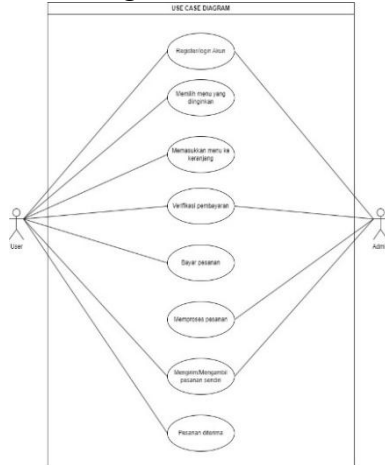 USE CASE DIAGRAM
Register/login Akun
Memilih menu yang
diinginkan
Memasukkan menu ke
keranjang
Verifikasi pembayaran
User
Admin
Bayar pesanan
Memproses pesanan
Mengirim/Mengambil
pesanan sendiri
Pesanan diterima